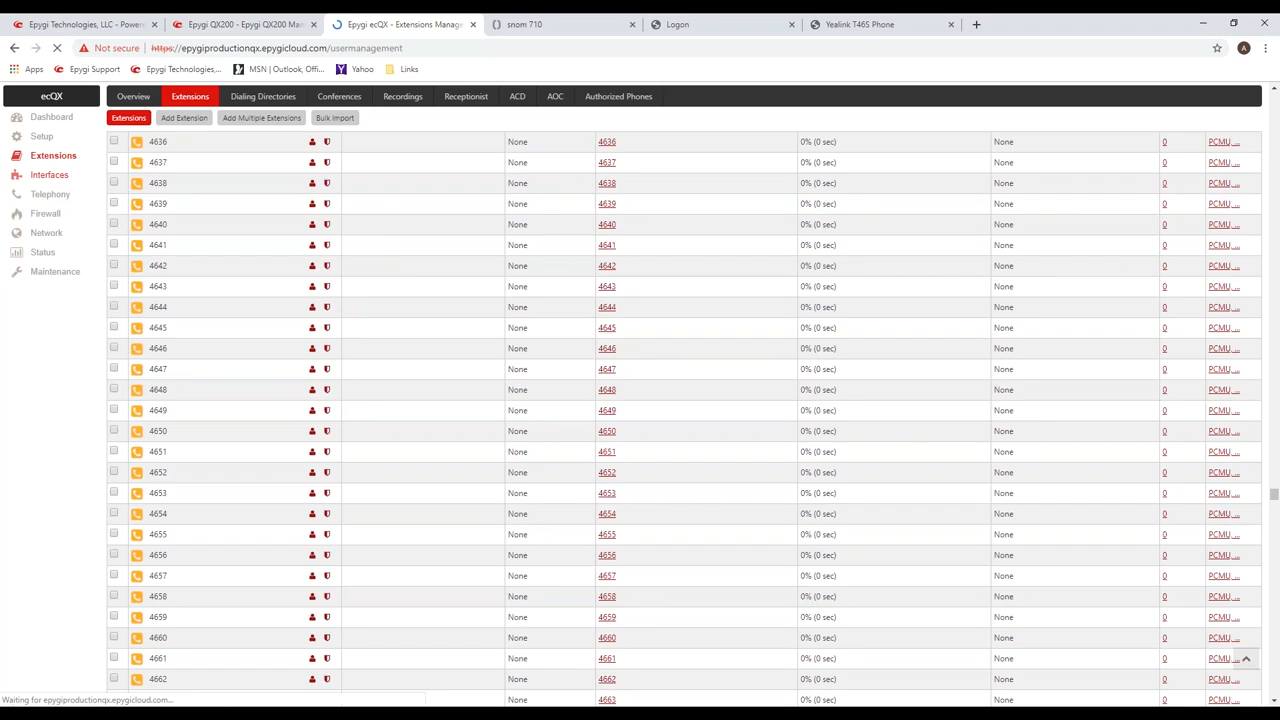 Epygi Technologies, LLC - Power
Epygi QX200 - Epygi QX200 Man
Epygi ecQX - Extensions Manage
snom 710
Logon
Yealink T46S Phone
Not secure https://epygiproductionqx.epygicloud.com/usermanagement
A
Apps Epygi Support Epygi Technologies,... MSN | Outlook, Offi... Yahoo Links
ecQX
Overview Extensions Dialing Directories Conferences Recordings Receptionist ACD AOC Authorized Phones
Extensions Add Extension Add Multiple Extensions Bulk Import
Dashboard
Setup
Extensions
Interfaces
Telephony
Firewall
Network
Status
Maintenance
4636 None 4636 0% (0 sec) None 0 PCMU, ...
4637 None 4637 0% (0 sec) None 0 PCMU, ...
4638 None 4638 0% (0 sec) None 0 PCMU, ...
4639 None 4639 0% (0 sec) None 0 PCMU, ...
4640 None 4640 0% (0 sec) None 0 PCMU, ...
4641 None 4641 0% (0 sec) None 0 PCMU, ...
4642 None 4642 0% (0 sec) None 0 PCMU, ...
4643 None 4643 0% (0 sec) None 0 PCMU, ...
4644 None 4644 0% (0 sec) None 0 PCMU, ...
4645 None 4645 0% (0 sec) None 0 PCMU, ...
4646 None 4646 0% (0 sec) None 0 PCMU, ...
4647 None 4647 0% (0 sec) None 0 PCMU, ...
4648 None 4648 0% (0 sec) None 0 PCMU, ...
4649 None 4649 0% (0 sec) None 0 PCMU, ...
4650 None 4650 0% (0 sec) None 0 PCMU, ...
4651 None 4651 0% (0 sec) None 0 PCMU, ...
4652 None 4652 0% (0 sec) None 0 PCMU, ...
4653 None 4653 0% (0 sec) None 0 PCMU, ...
4654 None 4654 0% (0 sec) None 0 PCMU, ...
4655 None 4655 0% (0 sec) None 0 PCMU, ...
4656 None 4656 0% (0 sec) None 0 PCMU, ...
4657 None 4657 0% (0 sec) None 0 PCMU, ...
4658 None 4658 0% (0 sec) None 0 PCMU, ...
4659 None 4659 0% (0 sec) None 0 PCMU, ...
4660 None 4660 0% (0 sec) None 0 PCMU, ...
4661 None 4661 0% (0 sec) None 0 PCMU, ...
4662 None 4662 0% (0 sec) None 0 PCMU, ...
None 4663 0% (0 sec) None 0 PCMU, ...
Waiting for epygiproductionqx.epygicloud.com...